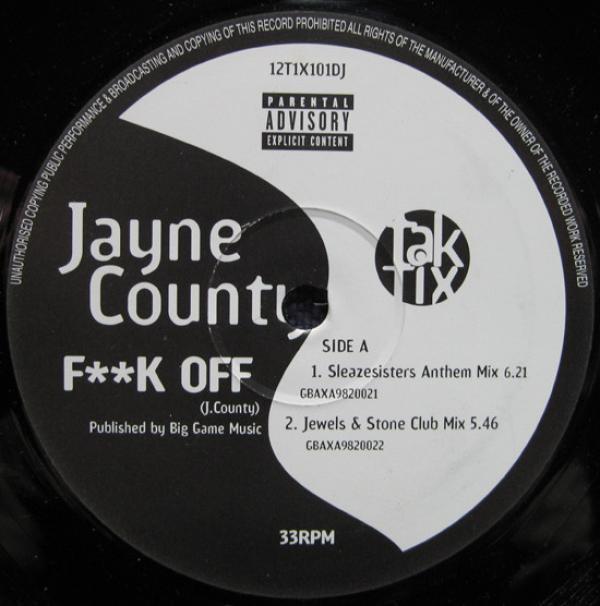 UNAUTHORISED COPYING PUBLIC PERFORMANCE & BROADCASTING AND COPYING OF THIS RECORD PROHIBITED ALL RIGHTS OF THE MANUFACTURER & OF THE OWNER OF THE RECORDED WORK RESERVED
12T1X101DJ
PARENTAL
ADVISORY
EXPLICIT CONTENT
Jayne
County
tak
tix
F**K OFF
(J.County)
Published by Big Game Music
SIDE A
1. Sleazesisters Anthem Mix 6.21
GBAXA9820021
2. Jewels & Stone Club Mix 5.46
GBAXA9820022
33RPM